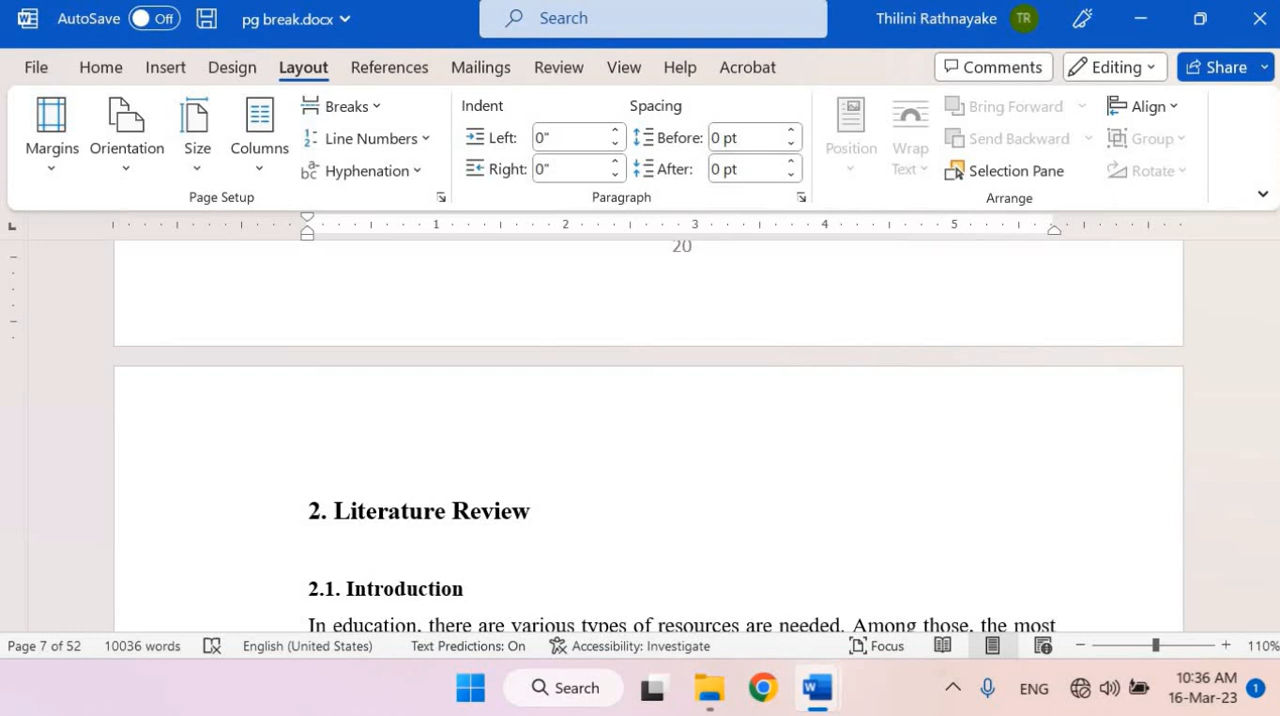 AutoSave Off pg break.docx Search Thilini Rathnayake TR
File Home Insert Design Layout References Mailings Review View Help Acrobat Comments Editing Share
Margins Orientation Size Columns Breaks Line Numbers Hyphenation
Page Setup
Indent Spacing
Left: 0" Before: 0 pt
Right: 0" After: 0 pt
Paragraph
Position Wrap Text Bring Forward Send Backward Selection Pane Align Group Rotate
Arrange
1 2 3 4 5
20
2. Literature Review
2.1. Introduction
In education, there are various types of resources are needed. Among those, the most
Page 7 of 52 10036 words English (United States) Text Predictions: On Accessibility: Investigate Focus 110%
Search ENG 10:36 AM
16-Mar-23 1